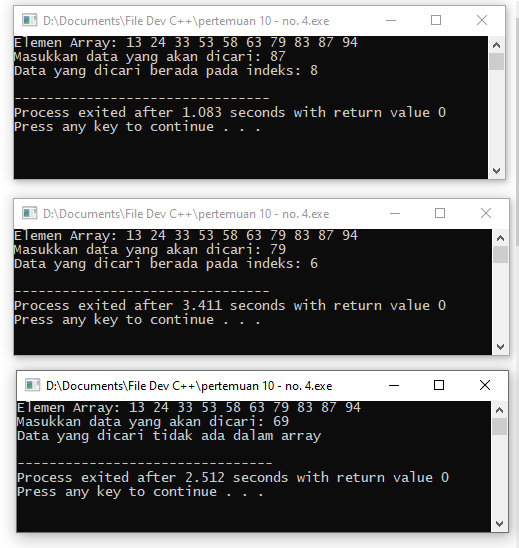 D:\Documents\File Dev C++\pertemuan 10 - no. 4.exe
Elemen Array: 13 24 33 53 58 63 79 83 87 94
Masukkan data yang akan dicari: 87
Data yang dicari berada pada indeks: 8
--------------------------------
Process exited after 1.083 seconds with return value 0
Press any key to continue . . .
D:\Documents\File Dev C++\pertemuan 10 - no. 4.exe
Elemen Array: 13 24 33 53 58 63 79 83 87 94
Masukkan data yang akan dicari: 79
Data yang dicari berada pada indeks: 6
--------------------------------
Process exited after 3.411 seconds with return value 0
Press any key to continue . . .
D:\Documents\File Dev C++\pertemuan 10 - no. 4.exe
Elemen Array: 13 24 33 53 58 63 79 83 87 94
Masukkan data yang akan dicari: 69
Data yang dicari tidak ada dalam array
--------------------------------
Process exited after 2.512 seconds with return value 0
Press any key to continue . . .